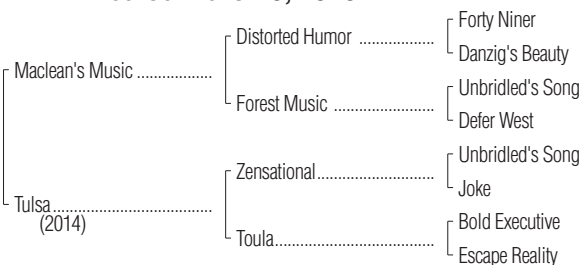 Forty Niner
Distorted Humor ..................
Danzig's Beauty
Maclean's Music ..................
Unbridled's Song
Forest Music ........................
Defer West
Unbridled's Song
Zensational............................
Joke
Tulsa......................................
(2014)
Bold Executive
Toula......................................
Escape Reality